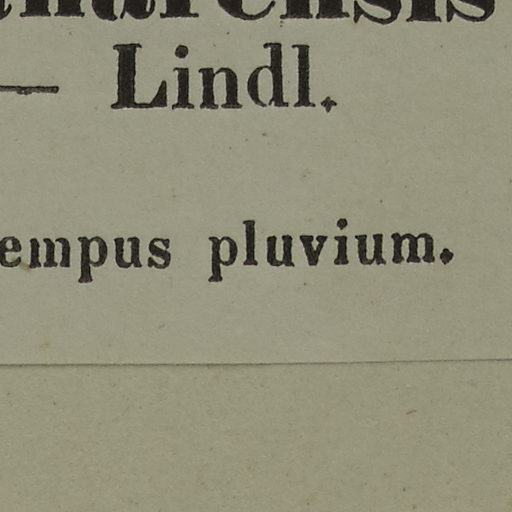 — Lindl.
empus pluvium.